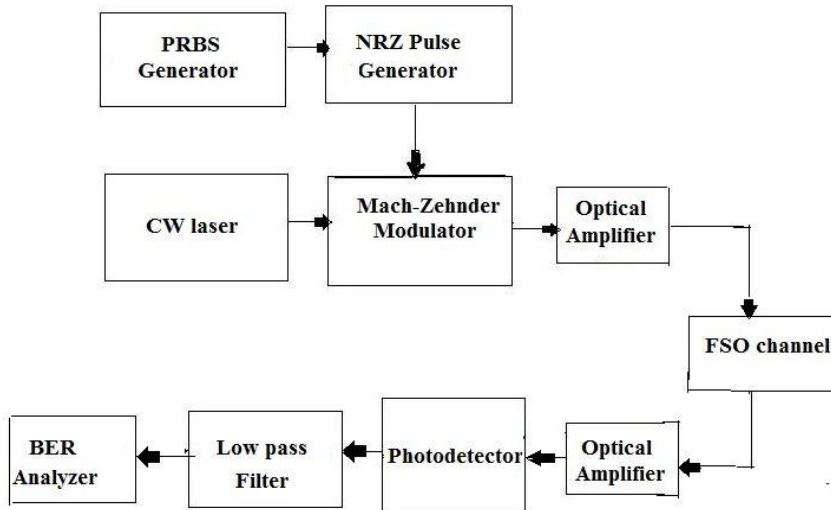 PRBS
Generator
NRZ Pulse
Generator
CW laser
Mach-Zehnder
Modulator
Optical
Amplifier
FSO channel
BER
Analyzer
Low pass
Filter
Photodetector
Optical
Amplifier